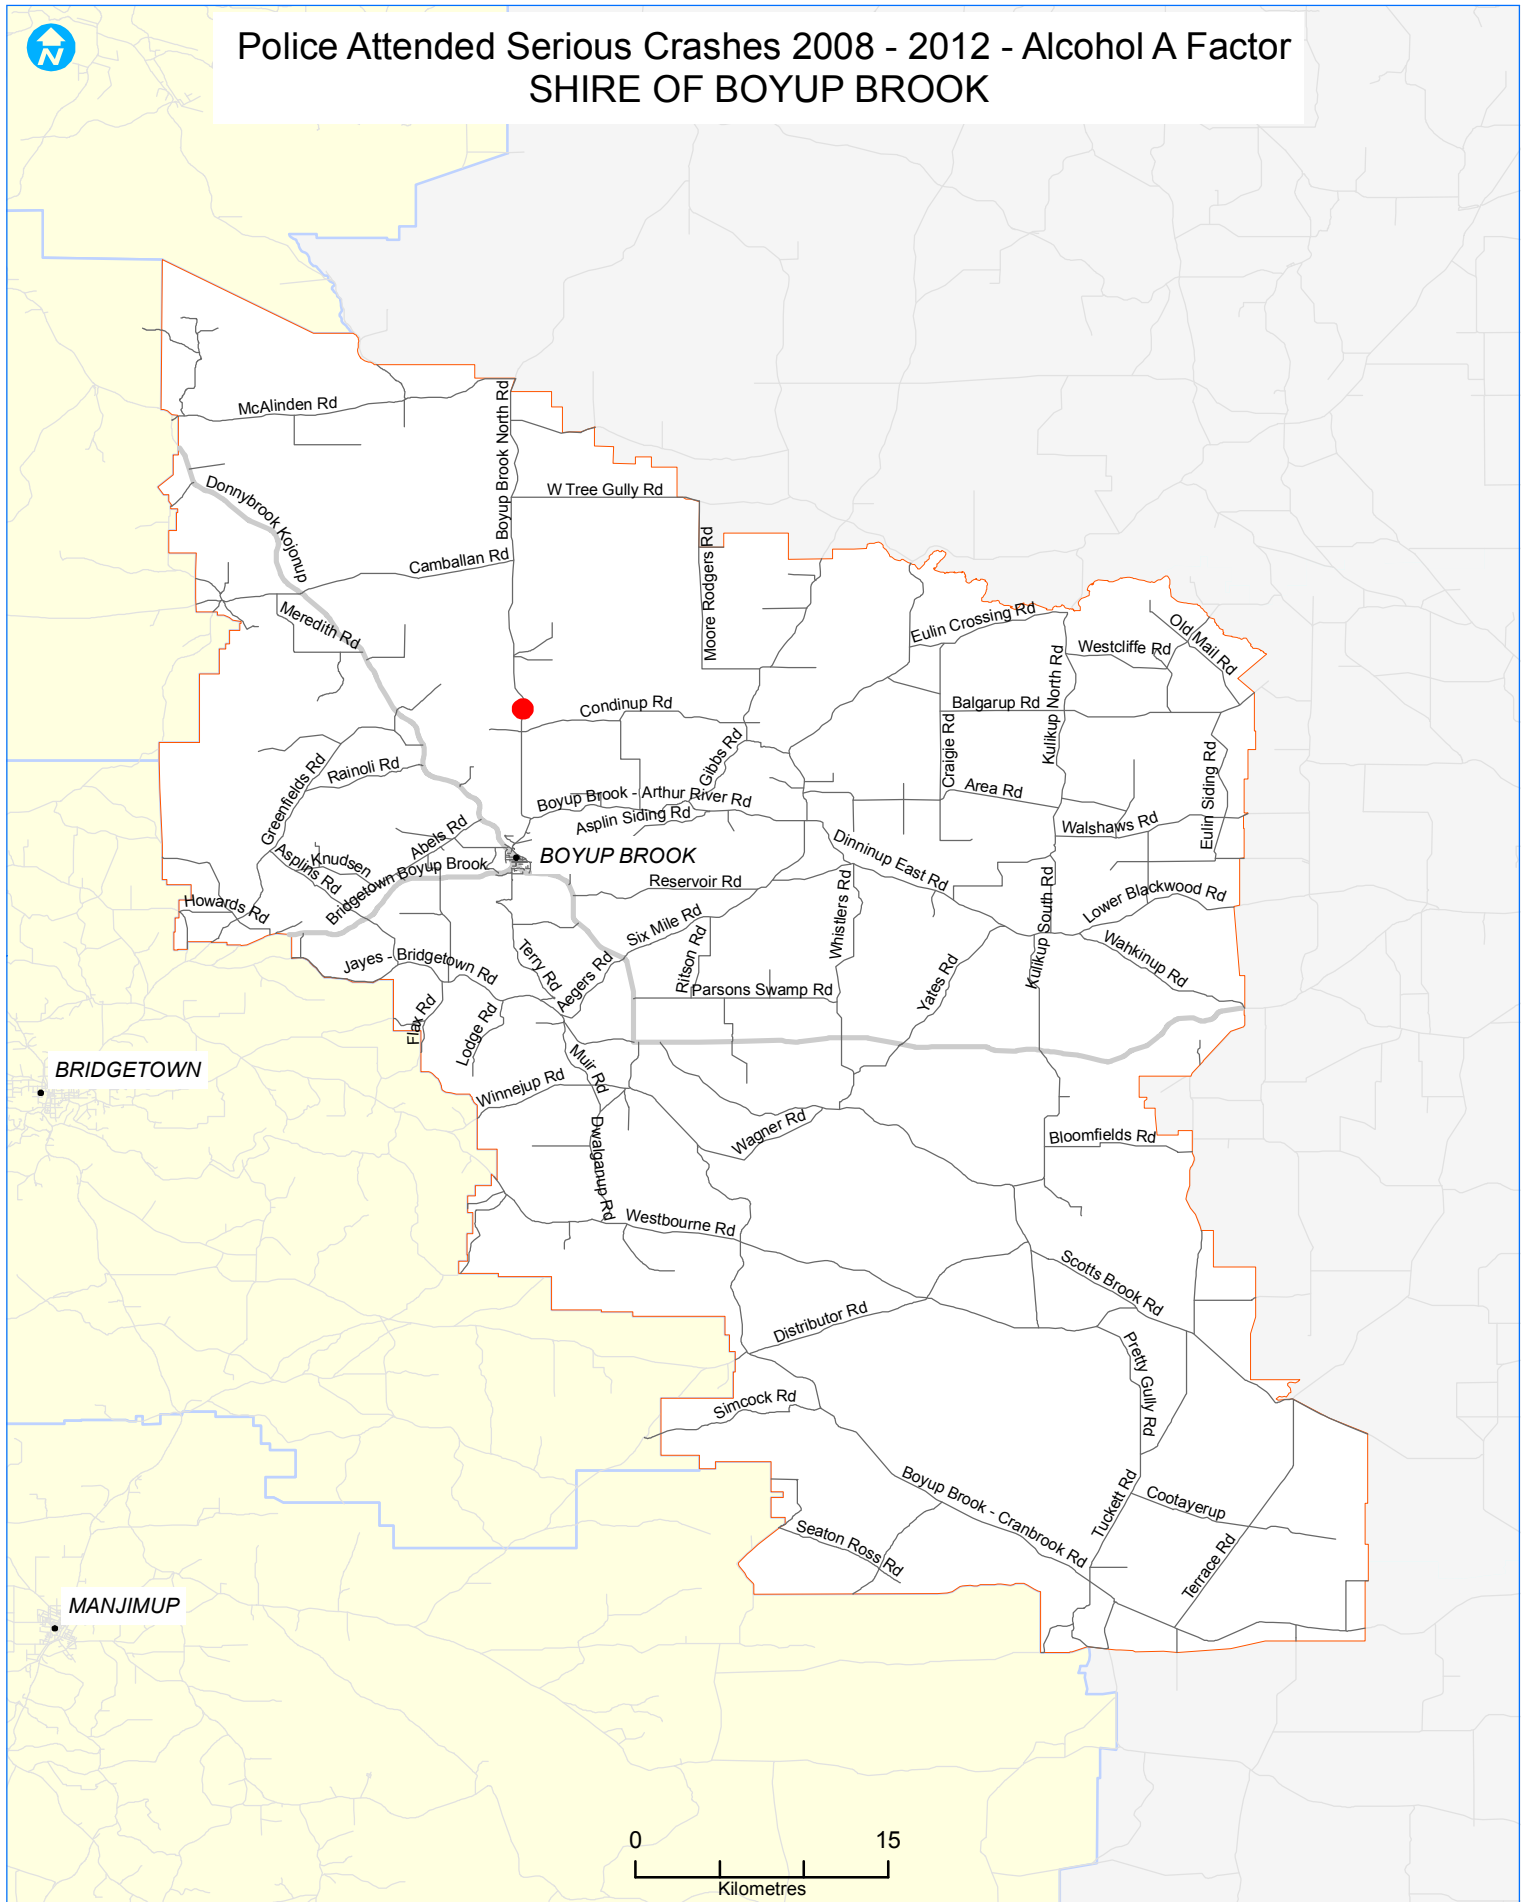 Police Attended Serious Crashes 2008 - 2012 - Alcohol A Factor
SHIRE OF BOYUP BROOK
N
McAlinden Rd
Boyup Brook North Rd
W Tree Gully Rd
Donnybrook Kojonup
Camballan Rd
Moore Rodgers Rd
Meredith Rd
Eulin Crossing Rd
Old Mail Rd
Westcliffe Rd
Kulikup North Rd
Condinup Rd
Balgarup Rd
Craigie Rd
Eulin Siding Rd
Gibbs Rd
Greenfields Rd
Rainoli Rd
Area Rd
Boyup Brook - Arthur River Rd
Asplin Siding Rd
Walshaws Rd
Abels Rd
Knudsen
Asplins Rd
BOYUP BROOK
Dinninup East Rd
Bridgetown Boyup Brook
Reservoir Rd
Howards Rd
Whistlers Rd
Kulikup South Rd
Lower Blackwood Rd
Six Mile Rd
Wahkinup Rd
Jayes - Bridgetown Rd
Terry Rd
Aegers Rd
Ritson Rd
Parsons Swamp Rd
Yates Rd
Flax Rd
Lodge Rd
Muir Rd
BRIDGETOWN
Winnejup Rd
Wagner Rd
Bloomfields Rd
Dwalganup Rd
Westbourne Rd
Scotts Brook Rd
Distributor Rd
Pretty Gully Rd
Simcock Rd
Boyup Brook - Cranbrook Rd
Tuckett Rd
Cootayerup
Seaton Ross Rd
Terrace Rd
MANJIMUP
0 15
Kilometres